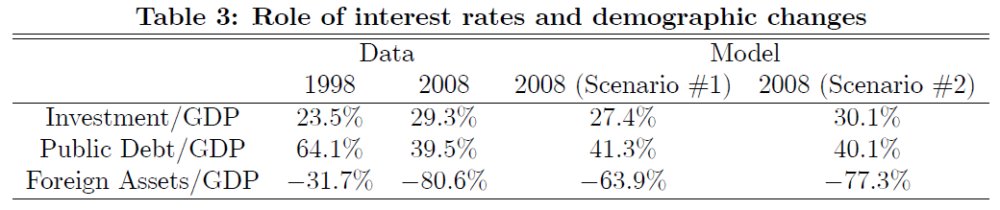 Table 3: Role of interest rates and demographic changes
Data Model
1998 2008 2008 (Scenario #1) 2008 (Scenario #2)
Investment/GDP 23.5% 29.3% 27.4% 30.1%
Public Debt/GDP 64.1% 39.5% 41.3% 40.1%
Foreign Assets/GDP −31.7% −80.6% −63.9% −77.3%